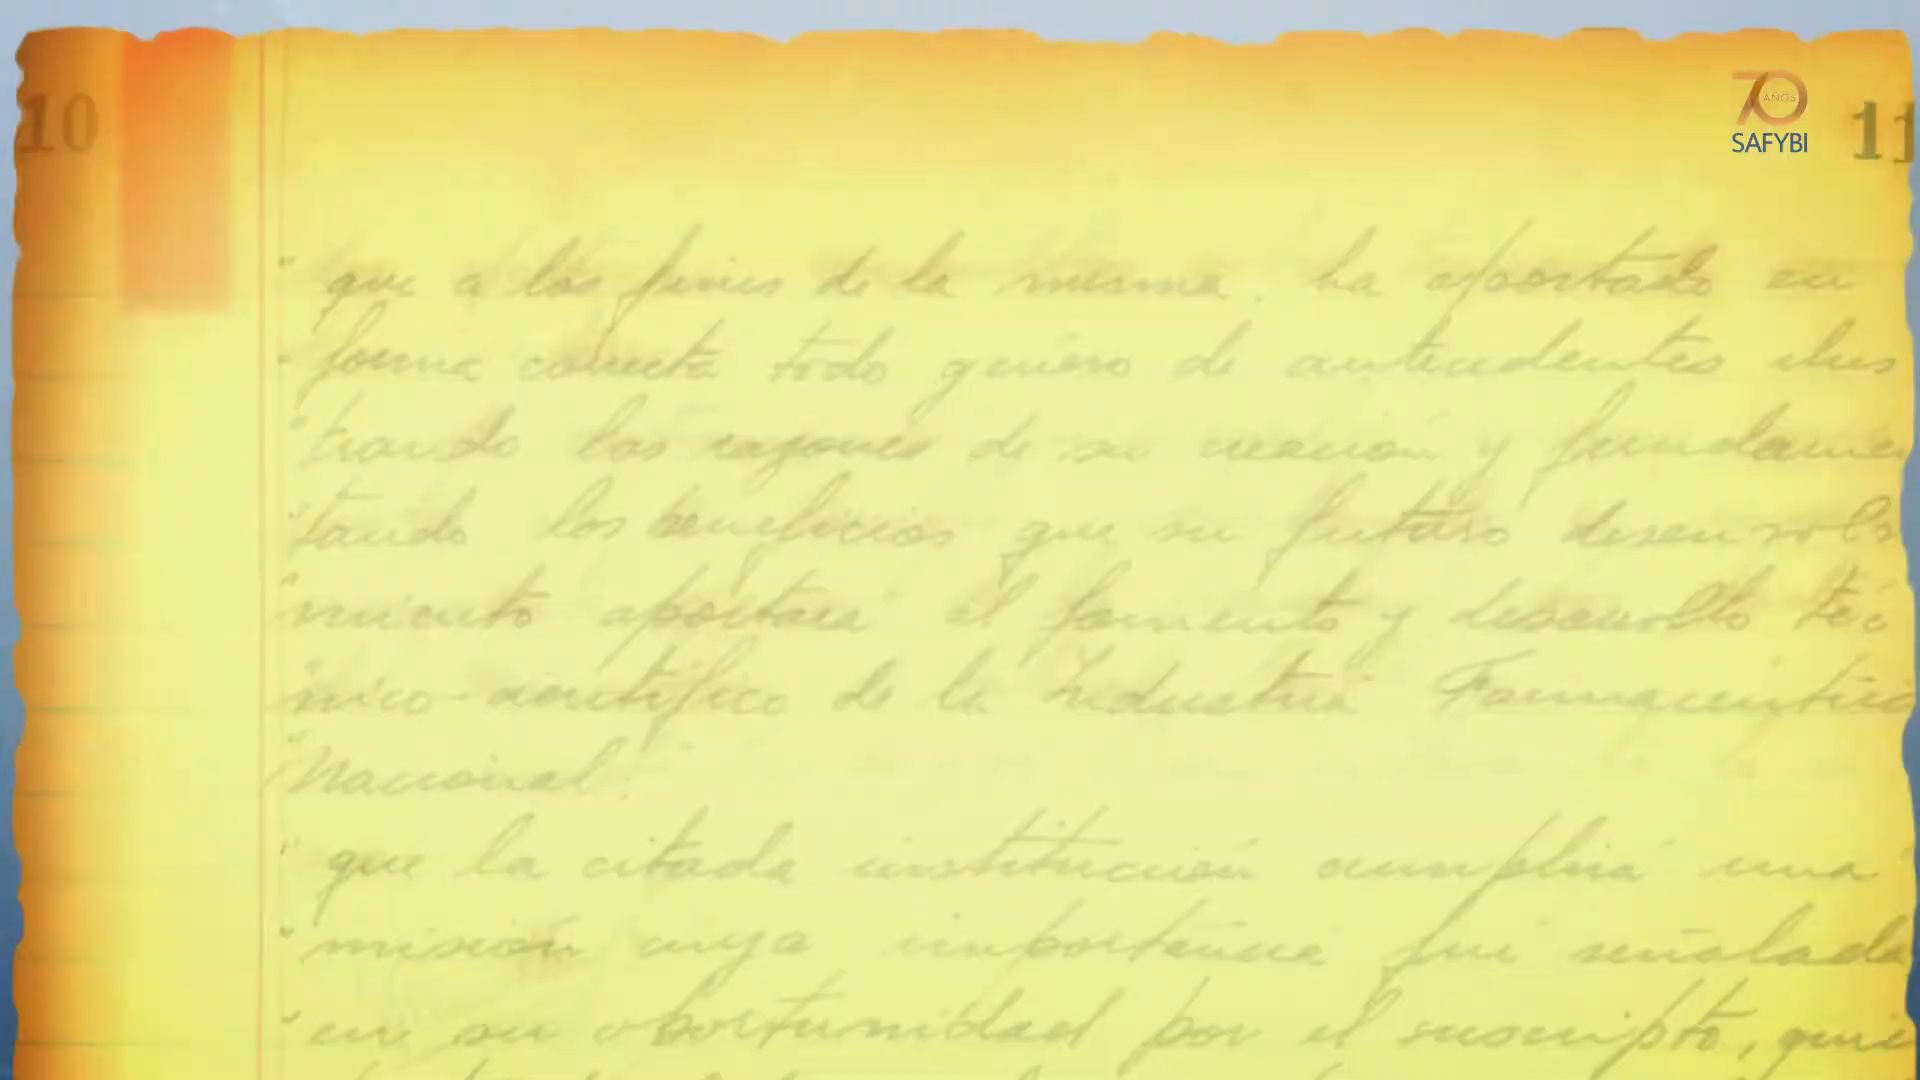 10
70
AÑOS
SAFYBI
11
" que a los fines de la misma, ha aportado en
" forma concreta todo género de antecedentes ilus
" trando las razones de su creación y fundamen
" tando los beneficios que su futuro desenvolvi
" miento aportará al fomento y desarrollo téc
" nico-científico de la Industria Farmacéutica
" Nacional.
" que la citada institución cumplirá una
" misión cuya importancia fué señalada
" en su oportunidad por el suscripto, quie